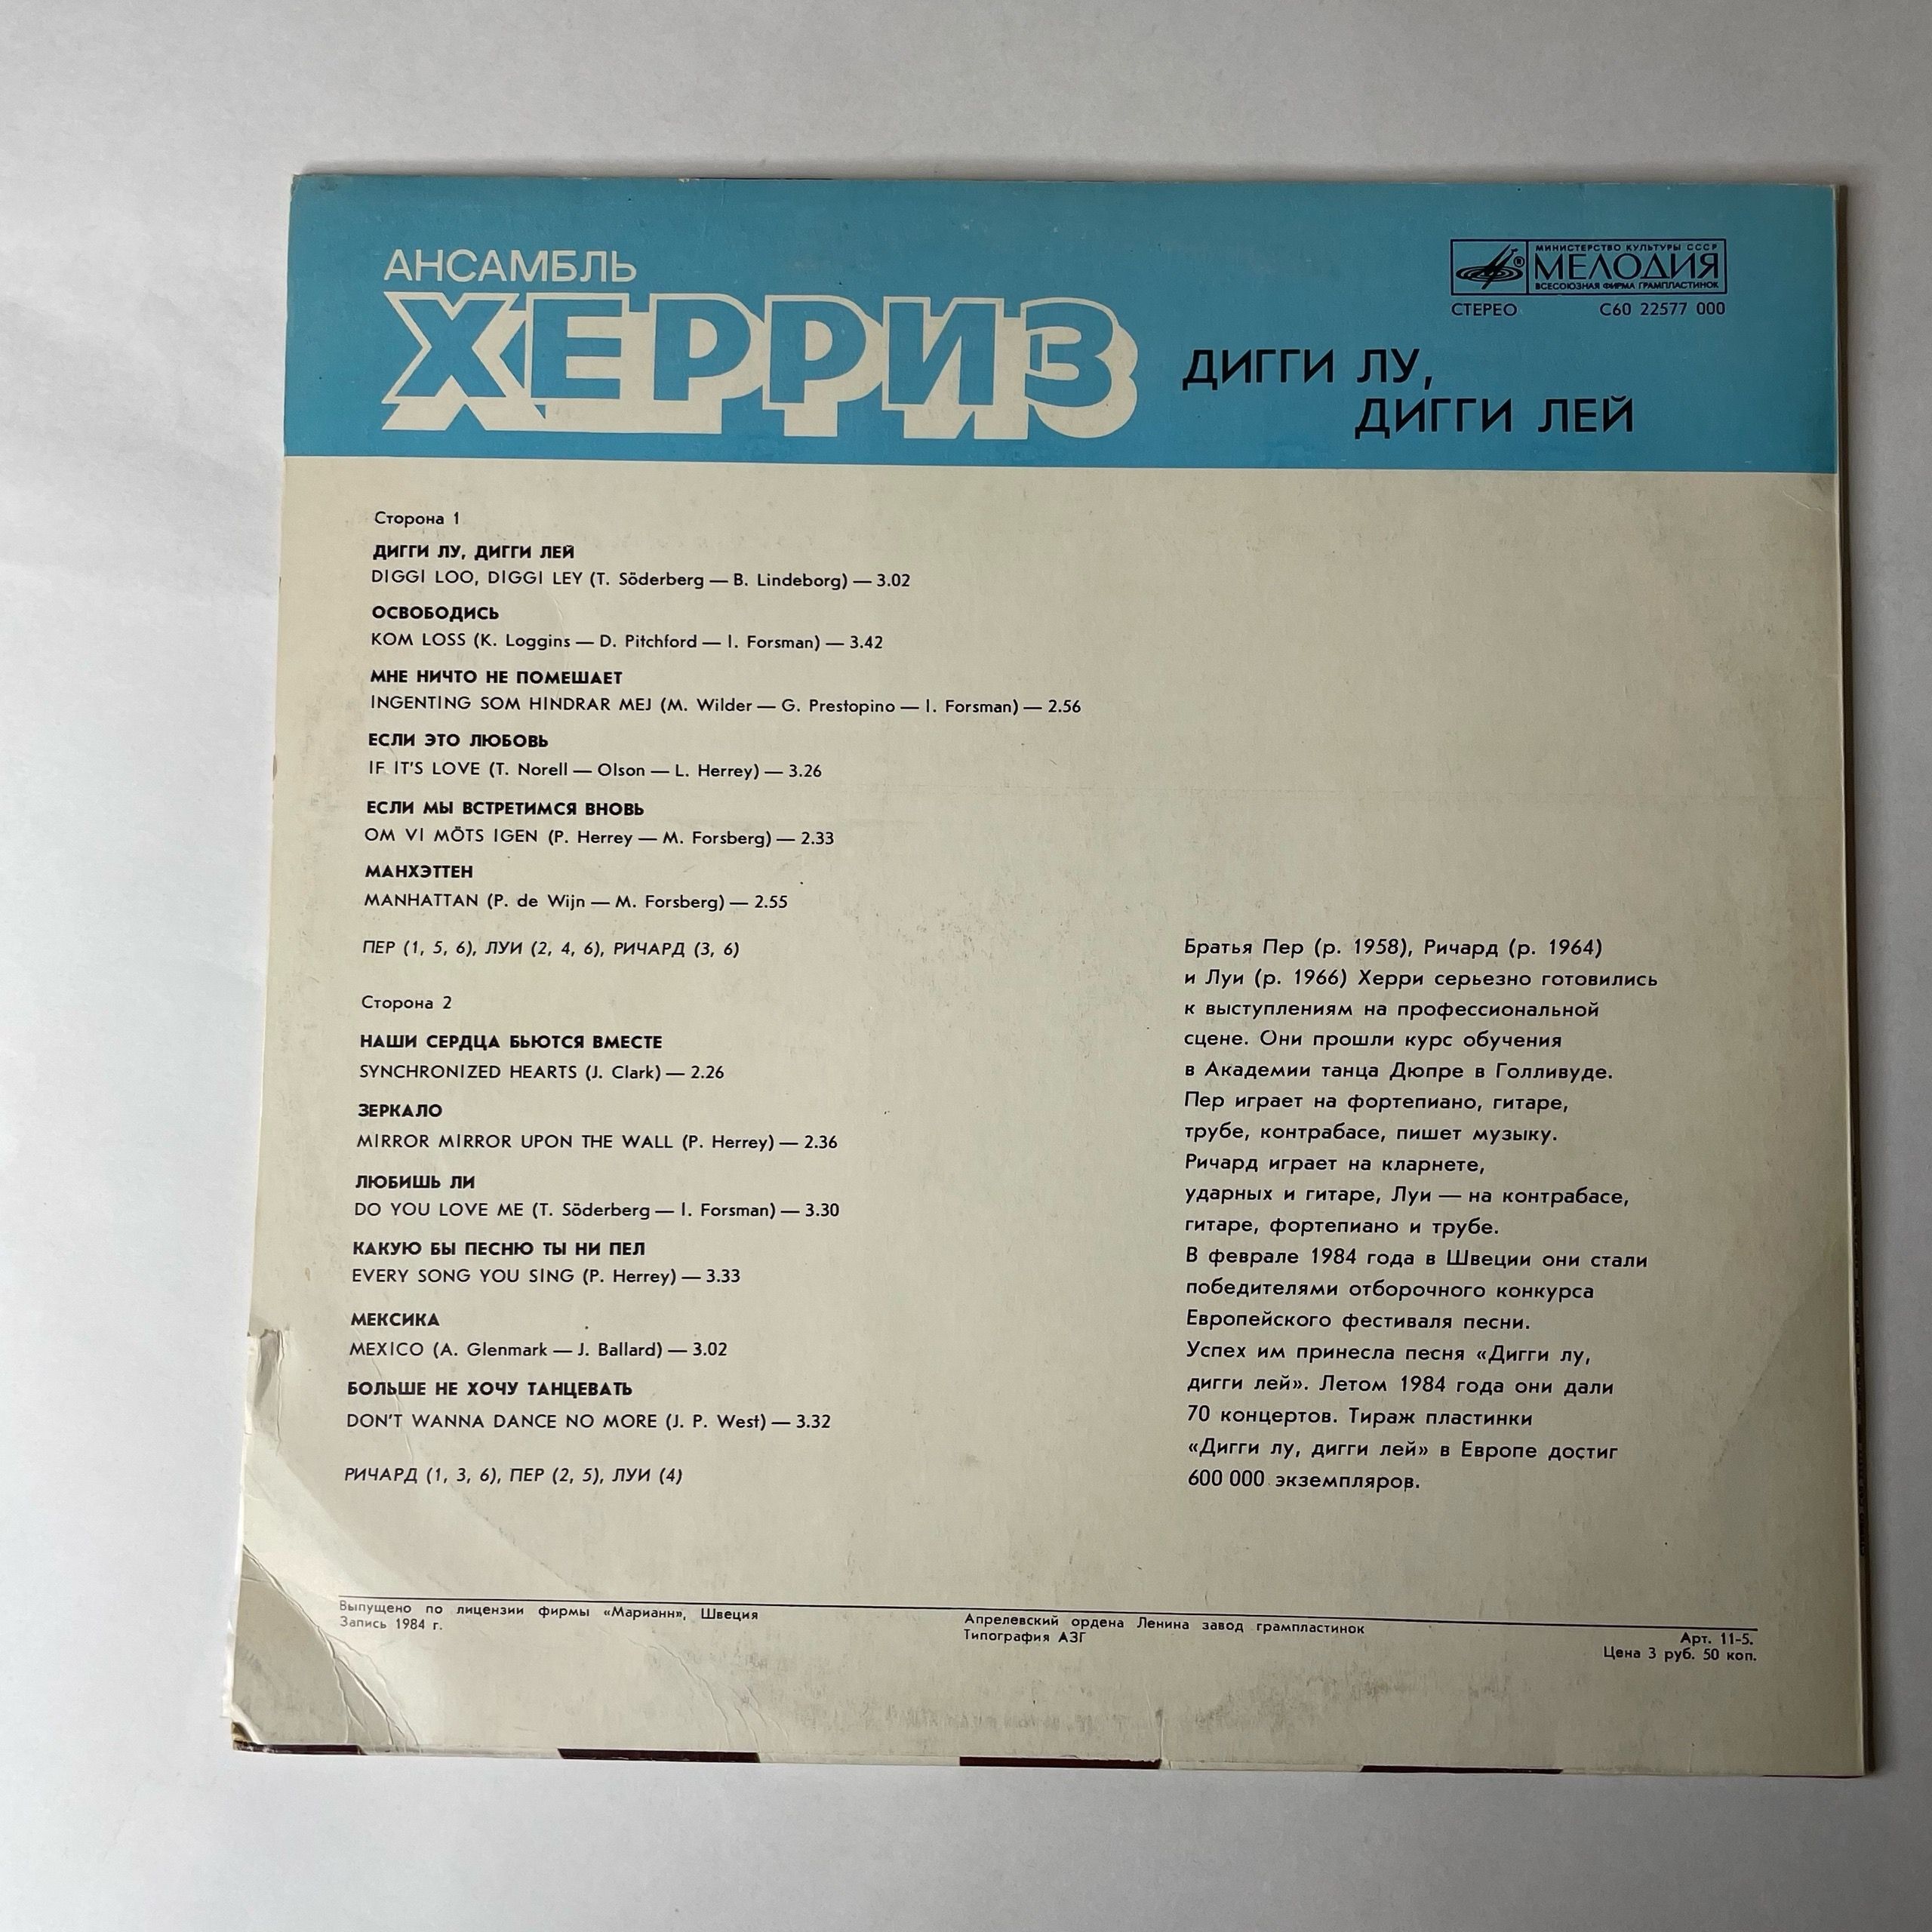 АНСАМБЛЬ
ХЕРРИЗ
МИНИСТЕРСТВО КУЛЬТУРЫ СССР
МЕЛОДИЯ
ВСЕСОЮЗНАЯ ФИРМА ГРАМПЛАСТИНОК
СТЕРЕО С60 22577 000
ДИГГИ ЛУ,
ДИГГИ ЛЕЙ
Сторона 1
ДИГГИ ЛУ, ДИГГИ ЛЕЙ
DIGGI LOO, DIGGI LEY (T. Söderberg — B. Lindeborg) — 3.02
ОСВОБОДИСЬ
KOM LOSS (K. Loggins — D. Pitchford — I. Forsman) — 3.42
МНЕ НИЧТО НЕ ПОМЕШАЕТ
INGENTING SOM HINDRAR MEJ (M. Wilder — G. Prestopino — I. Forsman) — 2.56
ЕСЛИ ЭТО ЛЮБОВЬ
IF IT'S LOVE (T. Norell — Olson — L. Herrey) — 3.26
ЕСЛИ МЫ ВСТРЕТИМСЯ ВНОВЬ
OM VI MÖTS IGEN (P. Herrey — M. Forsberg) — 2.33
МАНХЭТТЕН
MANHATTAN (P. de Wijn — M. Forsberg) — 2.55
ПЕР (1, 5, 6), ЛУИ (2, 4, 6), РИЧАРД (3, 6)
Сторона 2
НАШИ СЕРДЦА БЬЮТСЯ ВМЕСТЕ
SYNCHRONIZED HEARTS (J. Clark) — 2.26
ЗЕРКАЛО
MIRROR MIRROR UPON THE WALL (P. Herrey) — 2.36
ЛЮБИШЬ ЛИ
DO YOU LOVE ME (T. Söderberg — I. Forsman) — 3.30
КАКУЮ БЫ ПЕСНЮ ТЫ НИ ПЕЛ
EVERY SONG YOU SING (P. Herrey) — 3.33
МЕКСИКА
MEXICO (A. Glenmark — J. Ballard) — 3.02
БОЛЬШЕ НЕ ХОЧУ ТАНЦЕВАТЬ
DON'T WANNA DANCE NO MORE (J. P. West) — 3.32
РИЧАРД (1, 3, 6), ПЕР (2, 5), ЛУИ (4)
Братья Пер (р. 1958), Ричард (р. 1964)
и Луи (р. 1966) Херри серьезно готовились
к выступлениям на профессиональной
сцене. Они прошли курс обучения
в Академии танца Дюпре в Голливуде.
Пер играет на фортепиано, гитаре,
трубе, контрабасе, пишет музыку.
Ричард играет на кларнете,
ударных и гитаре, Луи — на контрабасе,
гитаре, фортепиано и трубе.
В феврале 1984 года в Швеции они стали
победителями отборочного конкурса
Европейского фестиваля песни.
Успех им принесла песня «Дигги лу,
дигги лей». Летом 1984 года они дали
70 концертов. Тираж пластинки
«Дигги лу, дигги лей» в Европе достиг
600 000 экземпляров.
Выпущено по лицензии фирмы «Марианн», Швеция
Запись 1984 г.
Апрелевский ордена Ленина завод грампластинок
Типография АЗГ
Арт. 11-5.
Цена 3 руб. 50 коп.